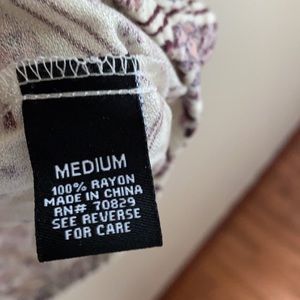 MEDIUM
100% RAYON
MADE IN CHINA
RN# 70829
SEE REVERSE
FOR CARE